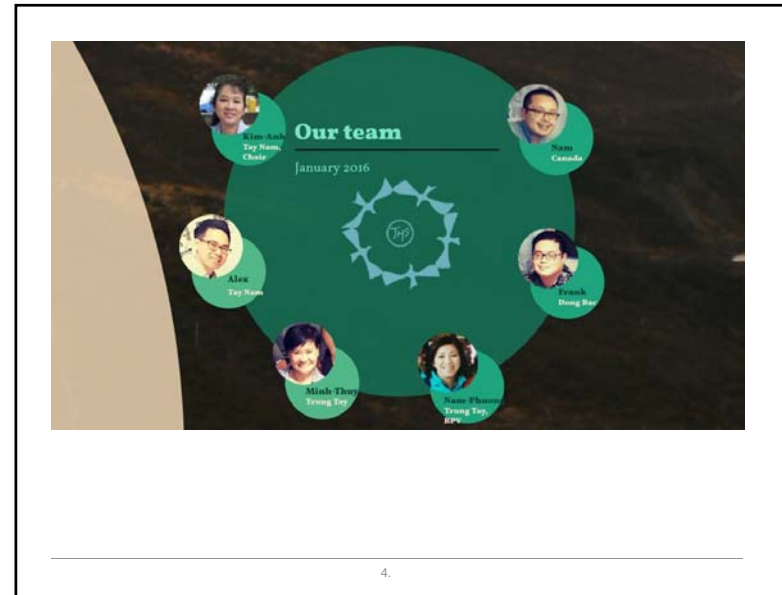 Our team
January 2016
Kim-Anh
Tay Nam,
Chair
Nam
Canada
Alex
Tay Nam
Frank
Dong Bac
Minh-Thuy
Trung Tay
Nam-Phuon
Trung Tay,
4.